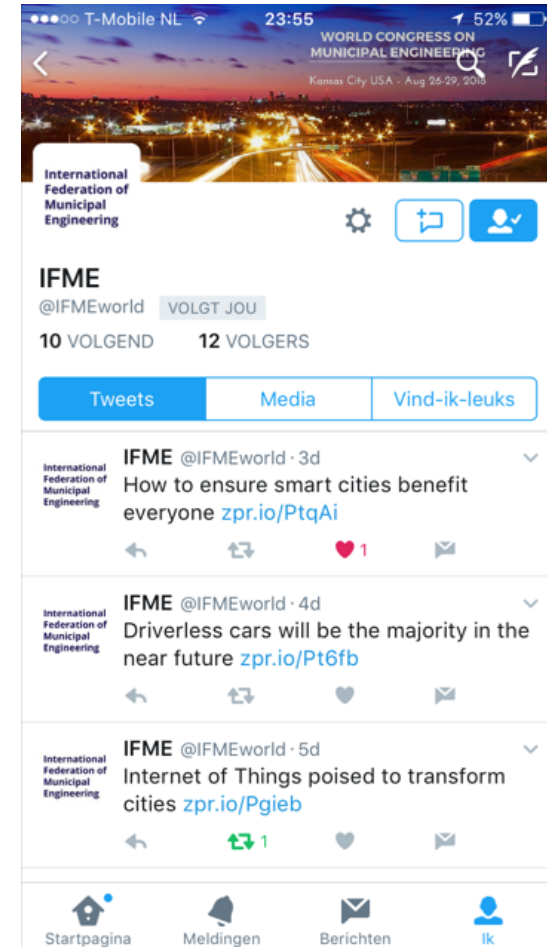 T-Mobile NL 23:55 52%
WORLD CONGRESS ON
MUNICIPAL ENGINEERING
Kansas City USA - Aug 26-29, 2018
International
Federation of
Municipal
Engineering
IFME
@IFMEworld VOLGT JOU
10 VOLGEND 12 VOLGERS
Tweets Media Vind-ik-leuks
International
Federation of
Municipal
Engineering
IFME @IFMEworld · 3d
How to ensure smart cities benefit
everyone zpr.io/PtqAi
1
International
Federation of
Municipal
Engineering
IFME @IFMEworld · 4d
Driverless cars will be the majority in the
near future zpr.io/Pt6fb
International
Federation of
Municipal
Engineering
IFME @IFMEworld · 5d
Internet of Things poised to transform
cities zpr.io/Pgieb
1
Startpagina Meldingen Berichten Ik